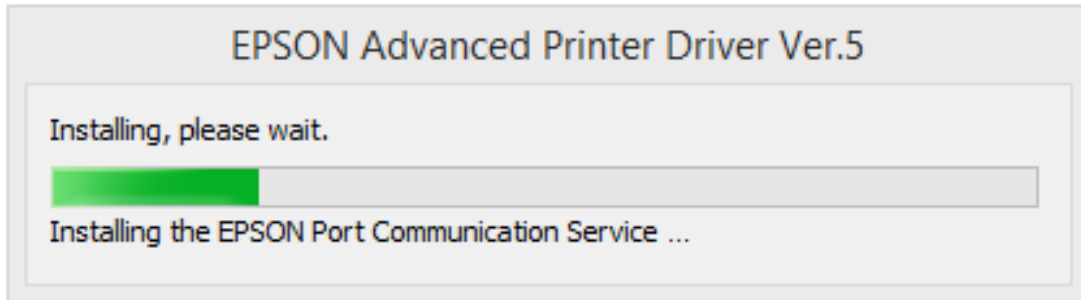 EPSON Advanced Printer Driver Ver.5
Installing, please wait.
Installing the EPSON Port Communication Service ...